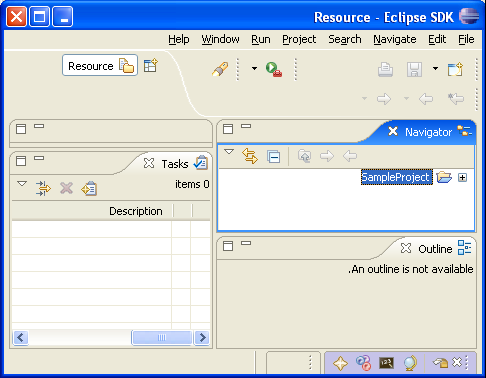 Resource - Eclipse SDK
File Edit Navigate Search Project Run Window Help
Resource
Navigator
SampleProject
Tasks
items 0
Description
Outline
.An outline is not available